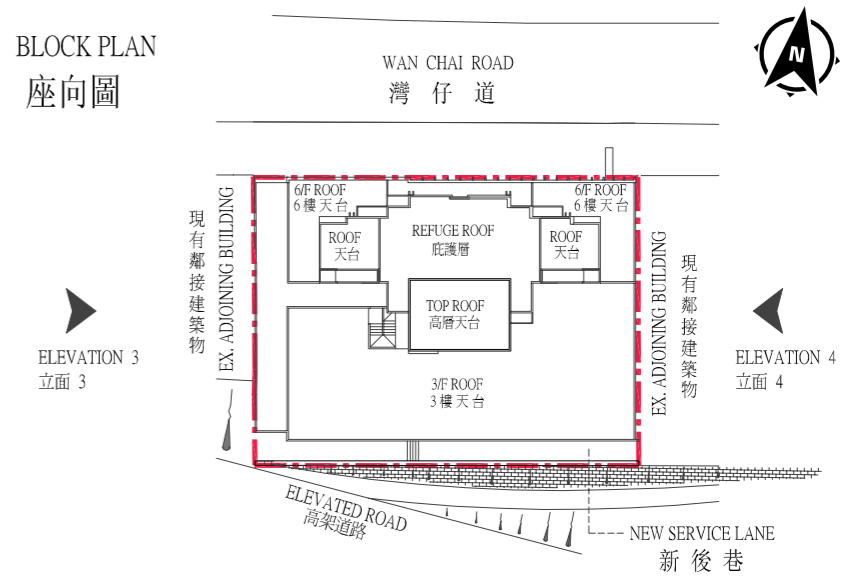 BLOCK PLAN
座向圖
WAN CHAI ROAD
灣仔道
N
6/F ROOF
6樓天台
6/F ROOF
6樓天台
ROOF
天台
REFUGE ROOF
庇護層
ROOF
天台
現有鄰接建築物
EX. ADJOINING BUILDING
EX. ADJOINING BUILDING
現有鄰接建築物
TOP ROOF
高層天台
ELEVATION 3
立面 3
ELEVATION 4
立面 4
3/F ROOF
3樓天台
ELEVATED ROAD
高架道路
NEW SERVICE LANE
新後巷